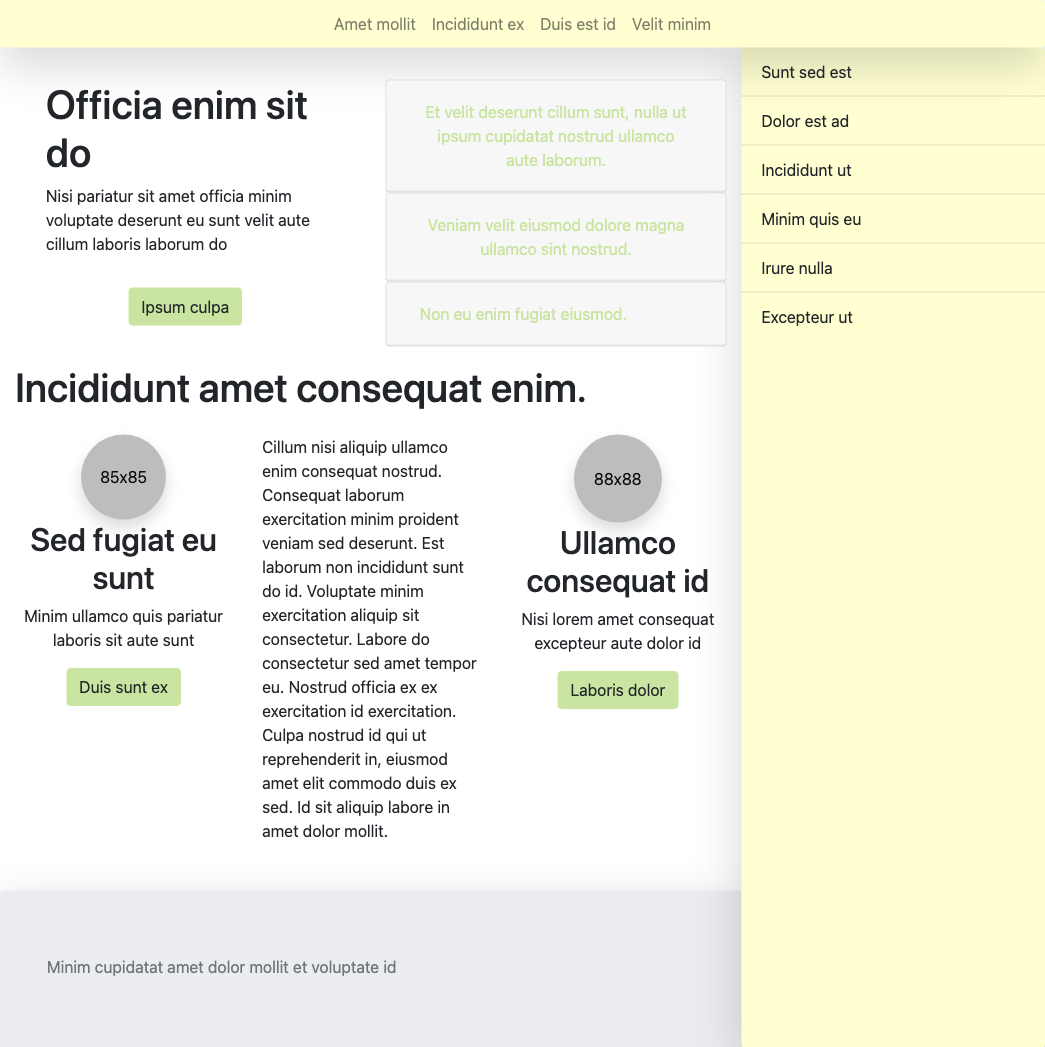 Amet mollit Incididunt ex Duis est id Velit minim
Officia enim sit
do
Nisi pariatur sit amet officia minim
voluptate deserunt eu sunt velit aute
cillum laboris laborum do
Ipsum culpa
Et velit deserunt cillum sunt, nulla ut
ipsum cupidatat nostrud ullamco
aute laborum.
Veniam velit eiusmod dolore magna
ullamco sint nostrud.
Non eu enim fugiat eiusmod.
Sunt sed est
Dolor est ad
Incididunt ut
Minim quis eu
Irure nulla
Excepteur ut
Incididunt amet consequat enim.
85x85
Sed fugiat eu
sunt
Minim ullamco quis pariatur
laboris sit aute sunt
Duis sunt ex
Cillum nisi aliquip ullamco
enim consequat nostrud.
Consequat laborum
exercitation minim proident
veniam sed deserunt. Est
laborum non incididunt sunt
do id. Voluptate minim
exercitation aliquip sit
consectetur. Labore do
consectetur sed amet tempor
eu. Nostrud officia ex ex
exercitation id exercitation.
Culpa nostrud id qui ut
reprehenderit in, eiusmod
amet elit commodo duis ex
sed. Id sit aliquip labore in
amet dolor mollit.
88x88
Ullamco
consequat id
Nisi lorem amet consequat
excepteur aute dolor id
Laboris dolor
Minim cupidatat amet dolor mollit et voluptate id